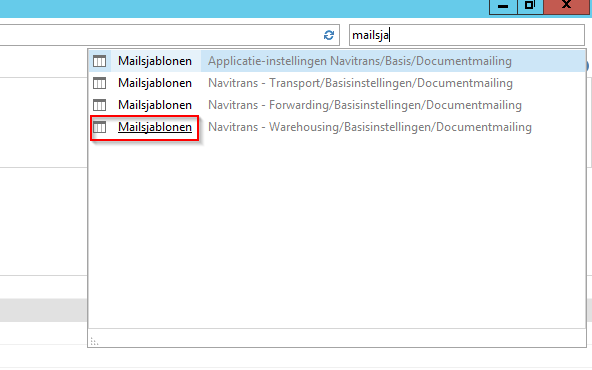 mailsja
Mailsjablonen Applicatie-instellingen Navitrans/Basis/Documentmailing
Mailsjablonen Navitrans - Transport/Basisinstellingen/Documentmailing
Mailsjablonen Navitrans - Forwarding/Basisinstellingen/Documentmailing
Mailsjablonen Navitrans - Warehousing/Basisinstellingen/Documentmailing